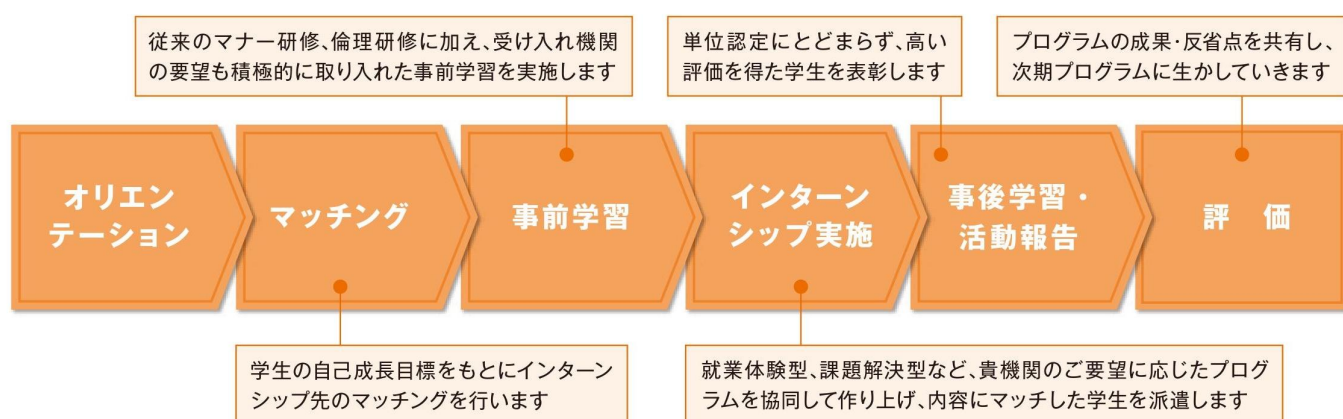 従来のマナー研修、倫理研修に加え、受け入れ機関
の要望も積極的に取り入れた事前学習を実施します
単位認定にとどまらず、高い
評価を得た学生を表彰します
プログラムの成果・反省点を共有し、
次期プログラムに生かしていきます
オリエン
テーション
マッチング
事前学習
インターン
シップ実施
事後学習・
活動報告
評　価
学生の自己成長目標をもとにインターン
シップ先のマッチングを行います
就業体験型、課題解決型など、貴機関のご要望に応じたプログ
ラムを協同して作り上げ、内容にマッチした学生を派遣します